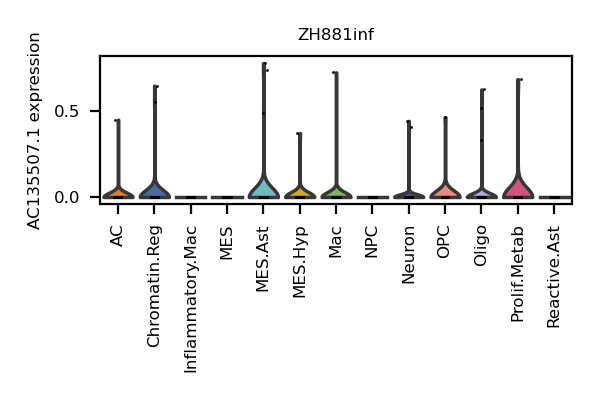 ZH881inf
AC135507.1 expression
0.5
0.0
AC
Chromatin.Reg
Inflammatory.Mac
MES
MES.Ast
MES.Hyp
Mac
NPC
Neuron
OPC
Oligo
Prolif.Metab
Reactive.Ast